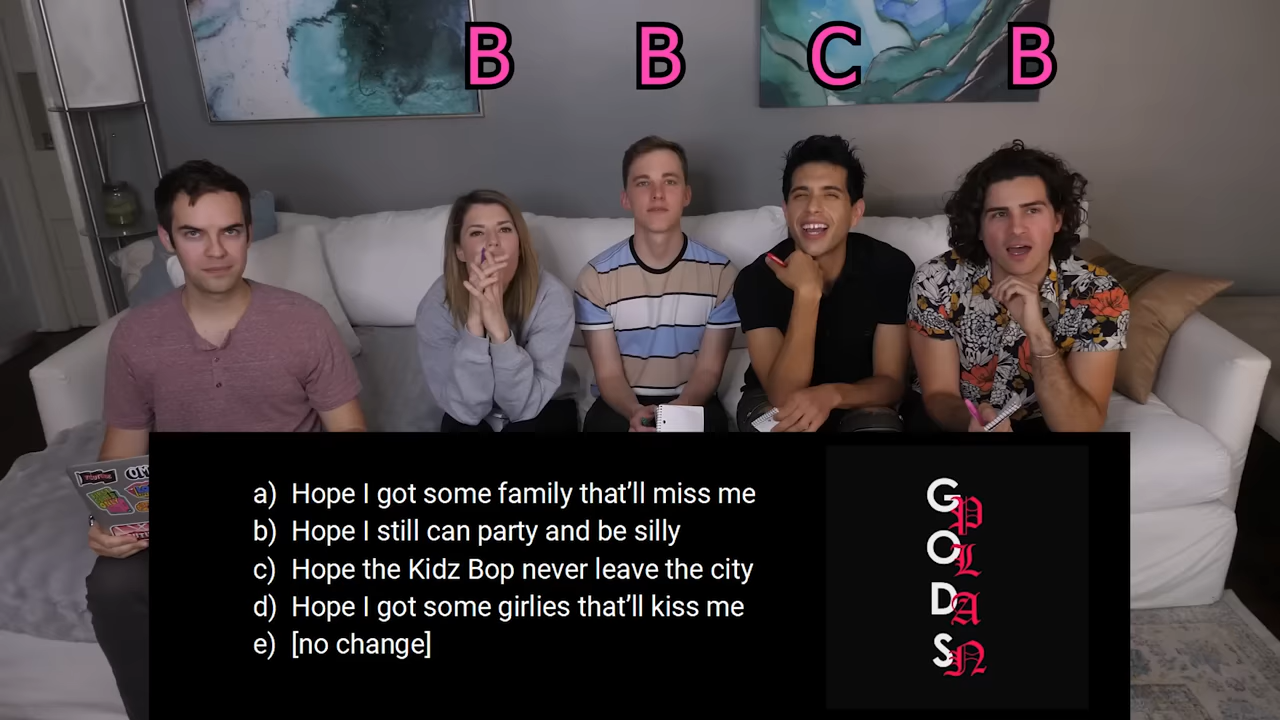 B B C B
a) Hope I got some family that'll miss me
b) Hope I still can party and be silly
c) Hope the Kidz Bop never leave the city
d) Hope I got some girlies that'll kiss me
e) [no change]
GODS
PLAN